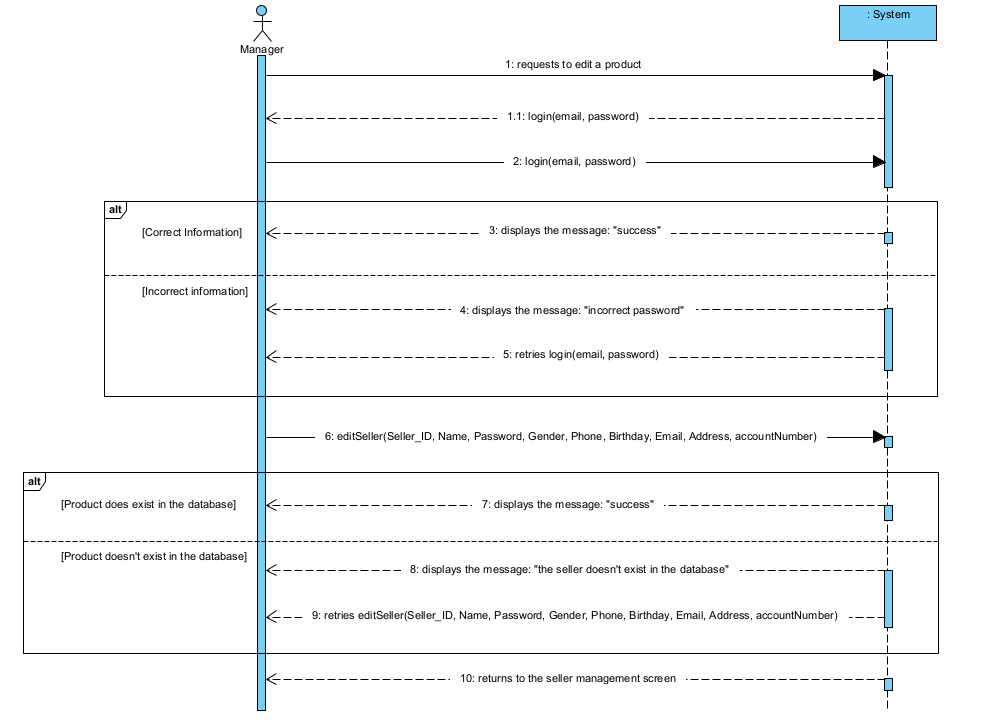 : System
Manager
1: requests to edit a product
1.1: login(email, password)
2: login(email, password)
alt
[Correct Information]
3: displays the message: "success"
[Incorrect information]
4: displays the message: "incorrect password"
5: retries login(email, password)
6: editSeller(Seller_ID, Name, Password, Gender, Phone, Birthday, Email, Address, accountNumber)
alt
[Product does exist in the database]
7: displays the message: "success"
[Product doesn't exist in the database]
8: displays the message: "the seller doesn't exist in the database"
9: retries editSeller(Seller_ID, Name, Password, Gender, Phone, Birthday, Email, Address, accountNumber)
10: returns to the seller management screen